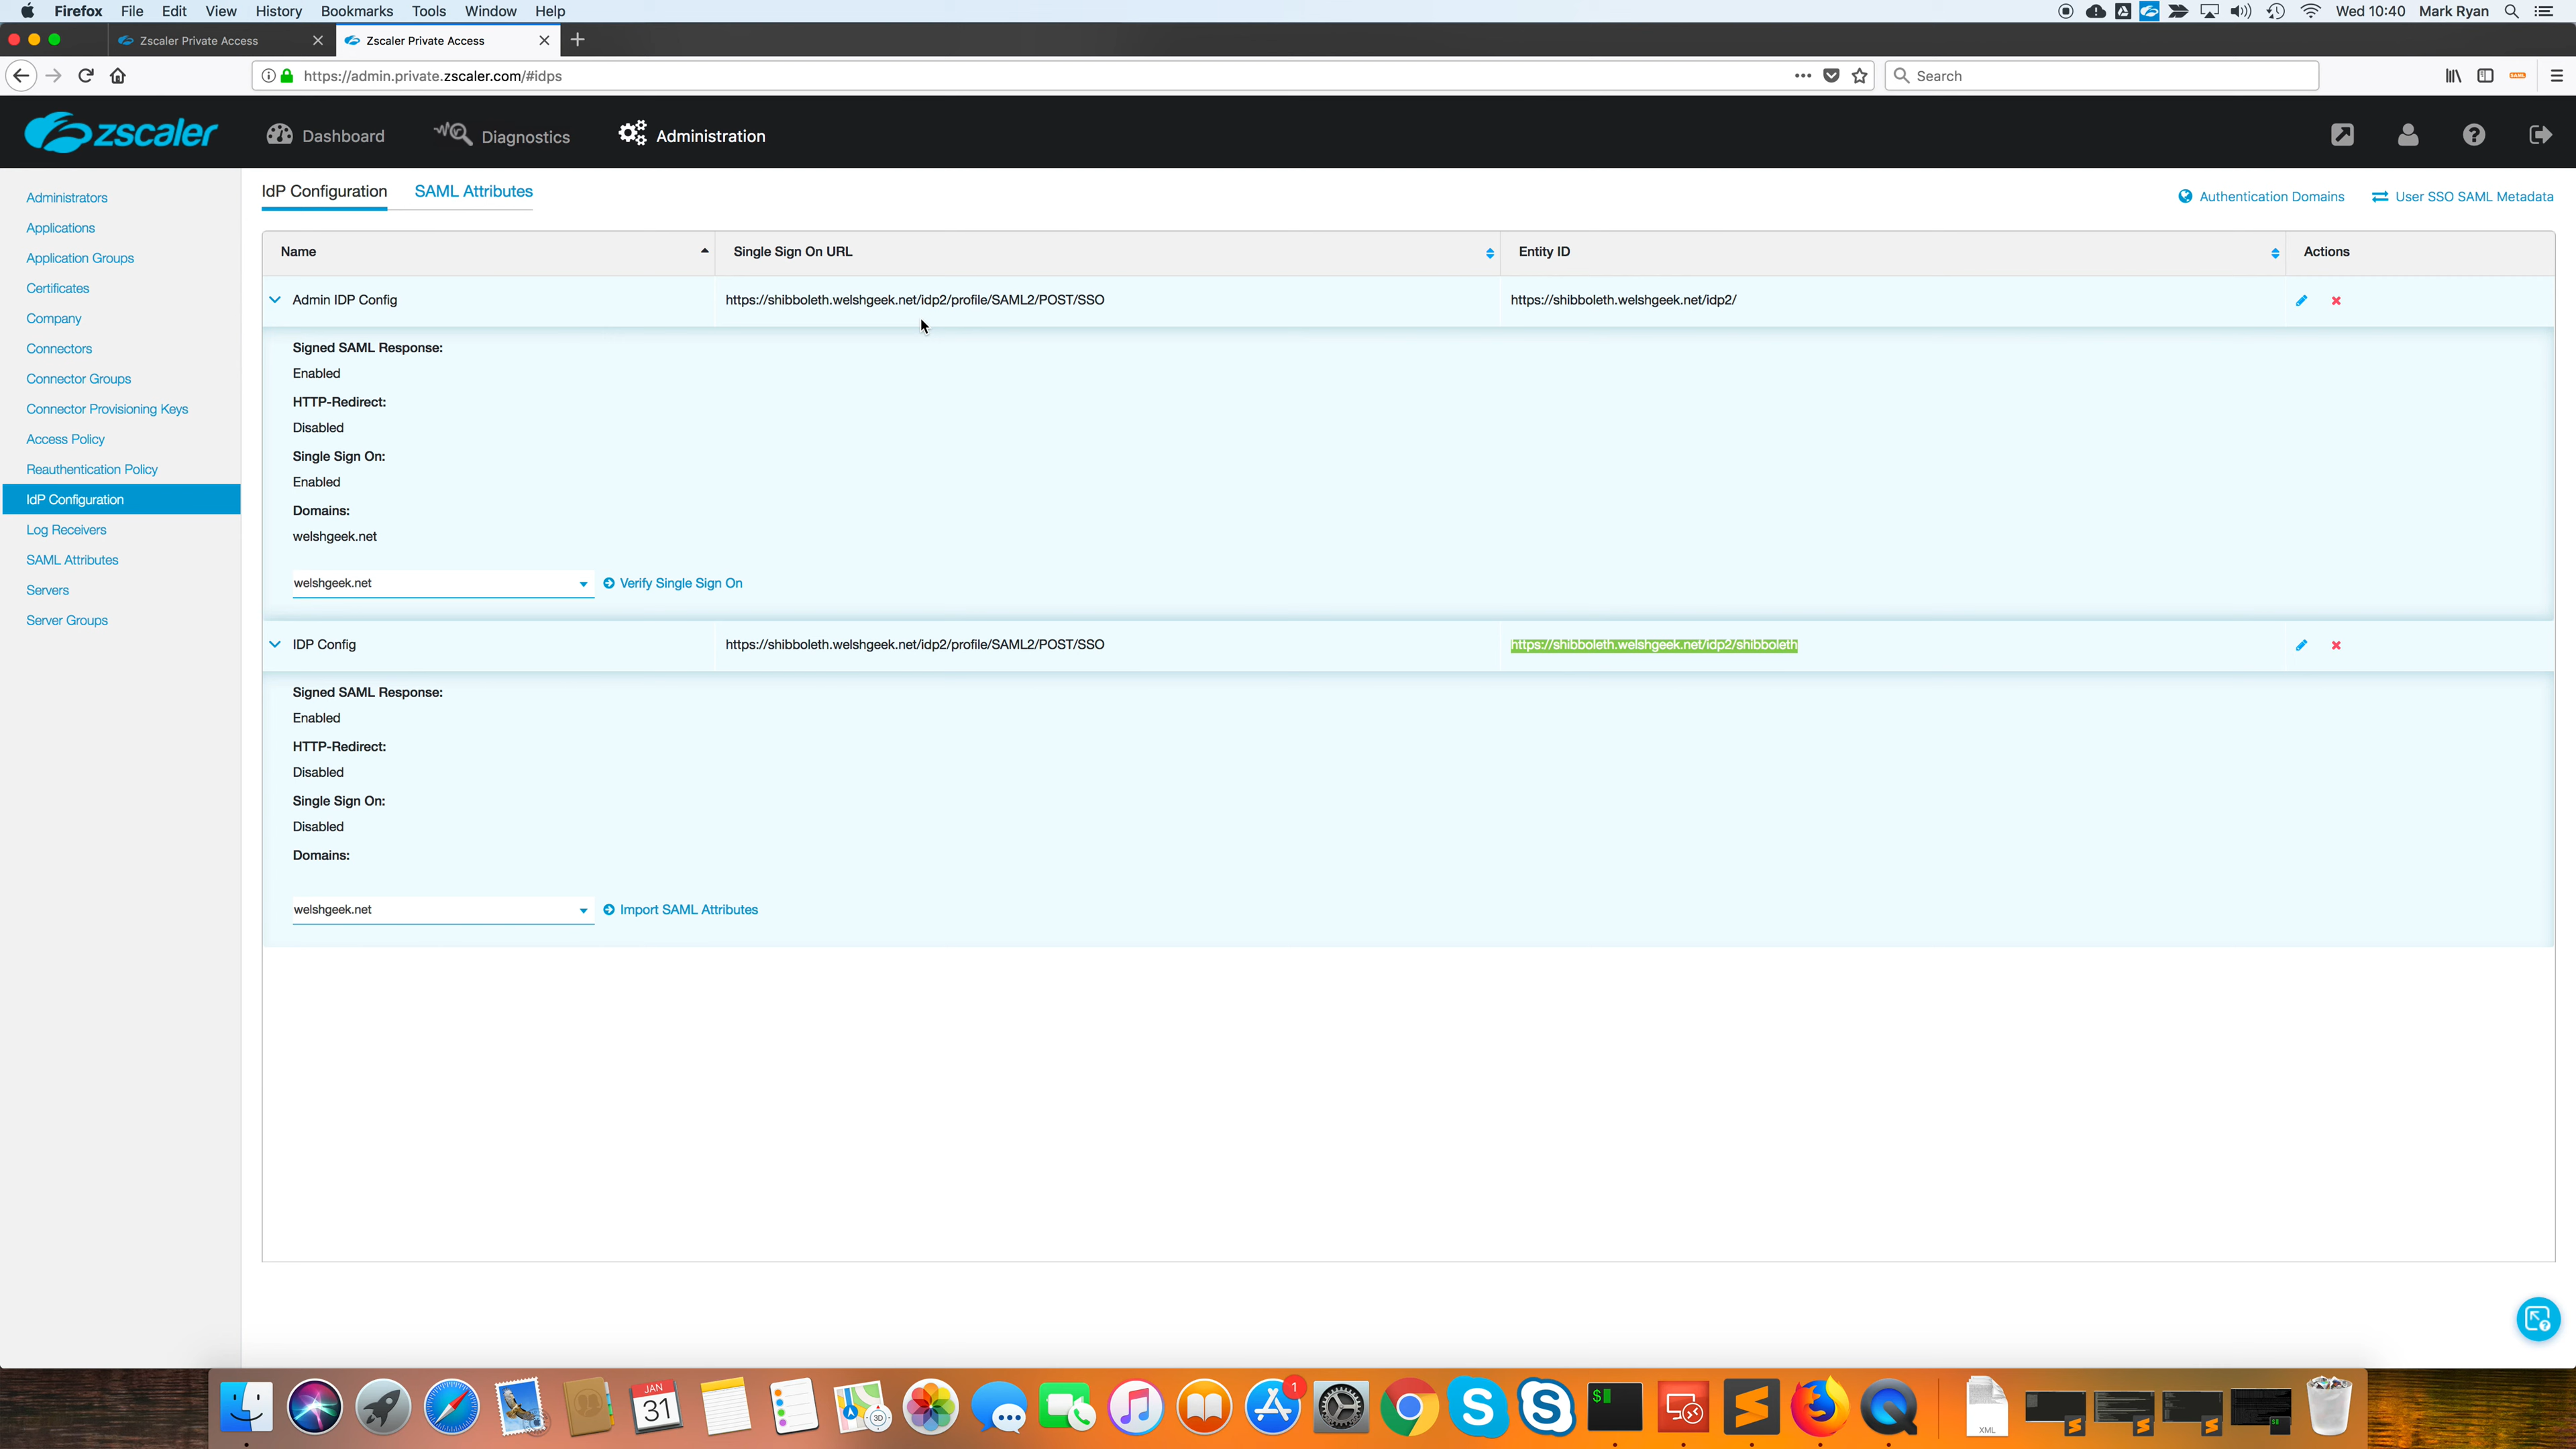 Firefox File Edit View History Bookmarks Tools Window Help Wed 10:40 Mark Ryan
Zscaler Private Access Zscaler Private Access
https://admin.private.zscaler.com/#idps Search
zscaler Dashboard Diagnostics Administration
Administrators
Applications
Application Groups
Certificates
Company
Connectors
Connector Groups
Connector Provisioning Keys
Access Policy
Reauthentication Policy
IdP Configuration
Log Receivers
SAML Attributes
Servers
Server Groups
IdP Configuration SAML Attributes Authentication Domains User SSO SAML Metadata
Name Single Sign On URL Entity ID Actions
Admin IDP Config https://shibboleth.welshgeek.net/idp2/profile/SAML2/POST/SSO https://shibboleth.welshgeek.net/idp2/
Signed SAML Response:
Enabled
HTTP-Redirect:
Disabled
Single Sign On:
Enabled
Domains:
welshgeek.net
welshgeek.net Verify Single Sign On
IDP Config https://shibboleth.welshgeek.net/idp2/profile/SAML2/POST/SSO https://shibboleth.welshgeek.net/idp2/shibboleth
Signed SAML Response:
Enabled
HTTP-Redirect:
Disabled
Single Sign On:
Disabled
Domains:
welshgeek.net Import SAML Attributes
JAN
31
3D
1
$
XML